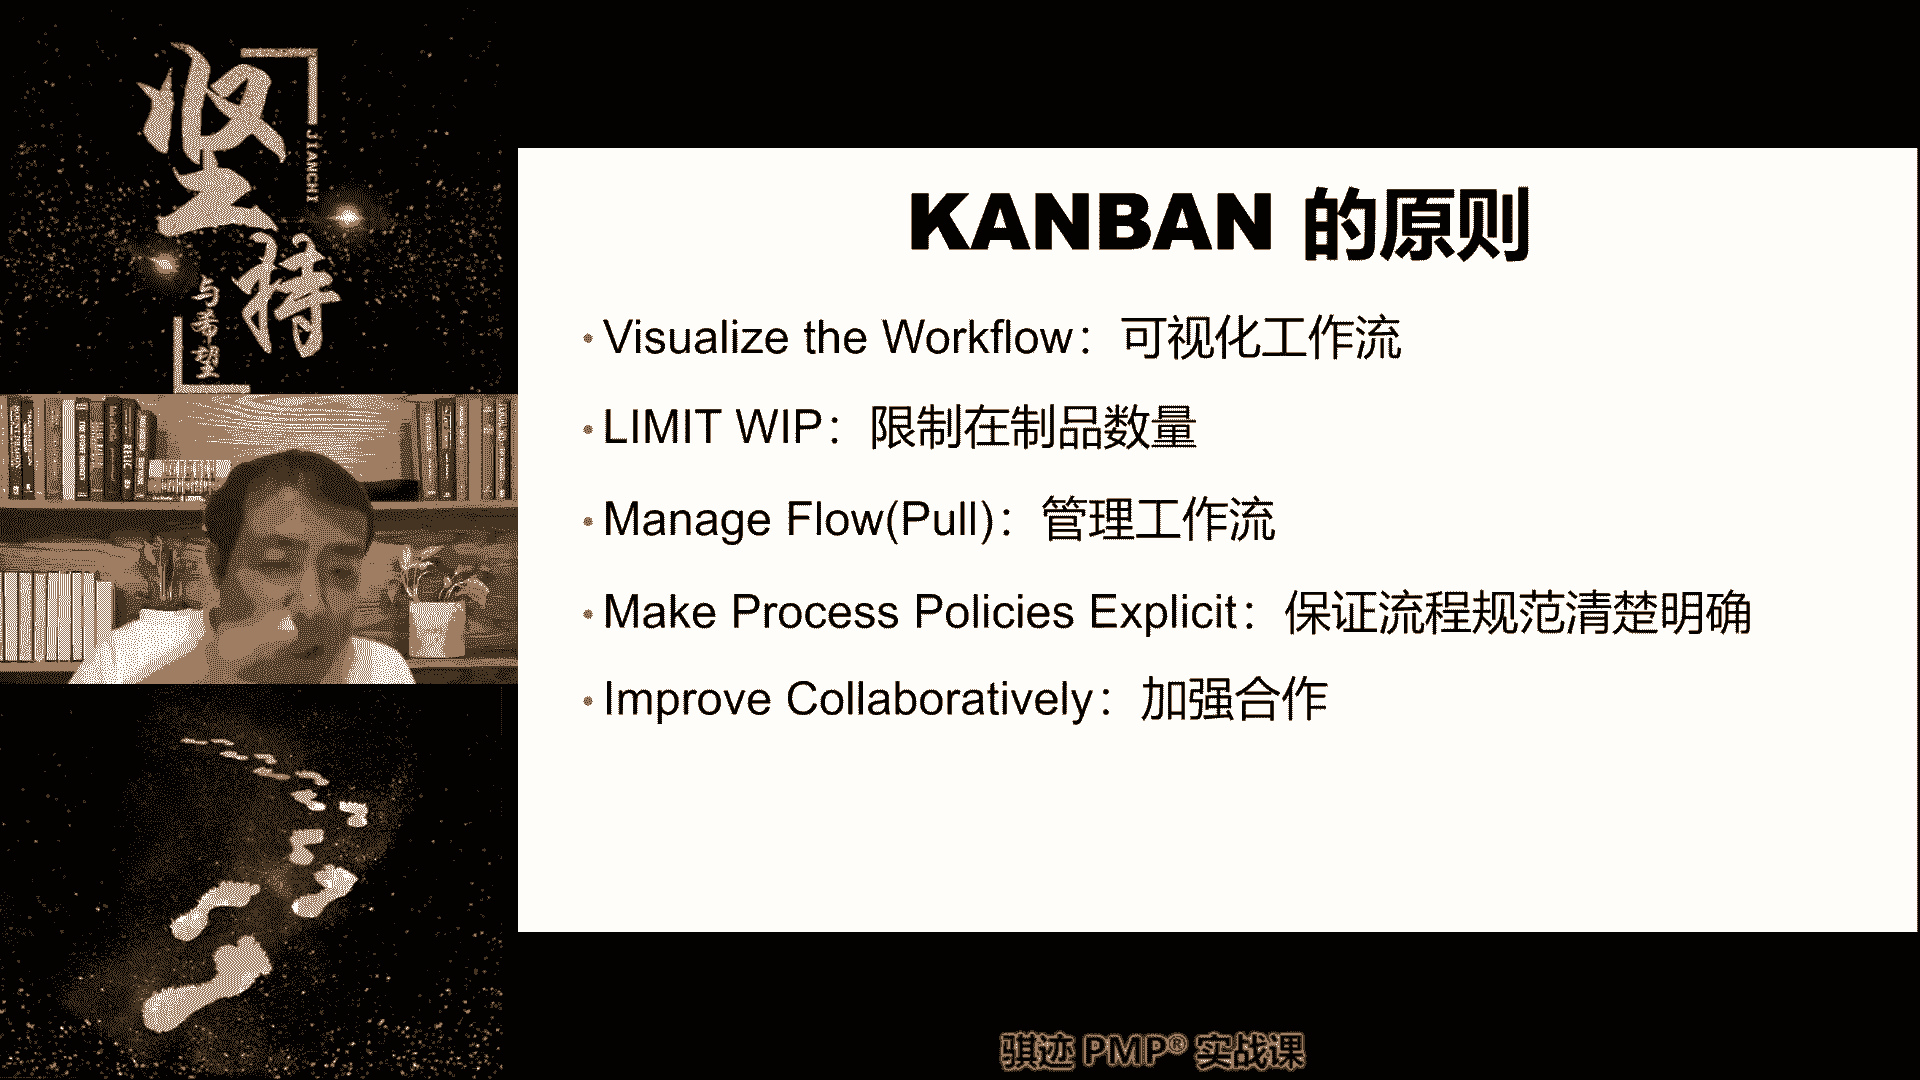 坚持
JIANCHI
与希望
KANBAN 的原则
• Visualize the Workflow：可视化工作流
• LIMIT WIP：限制在制品数量
• Manage Flow(Pull)：管理工作流
• Make Process Policies Explicit：保证流程规范清楚明确
• Improve Collaboratively：加强合作
骐迹 PMP® 实战课